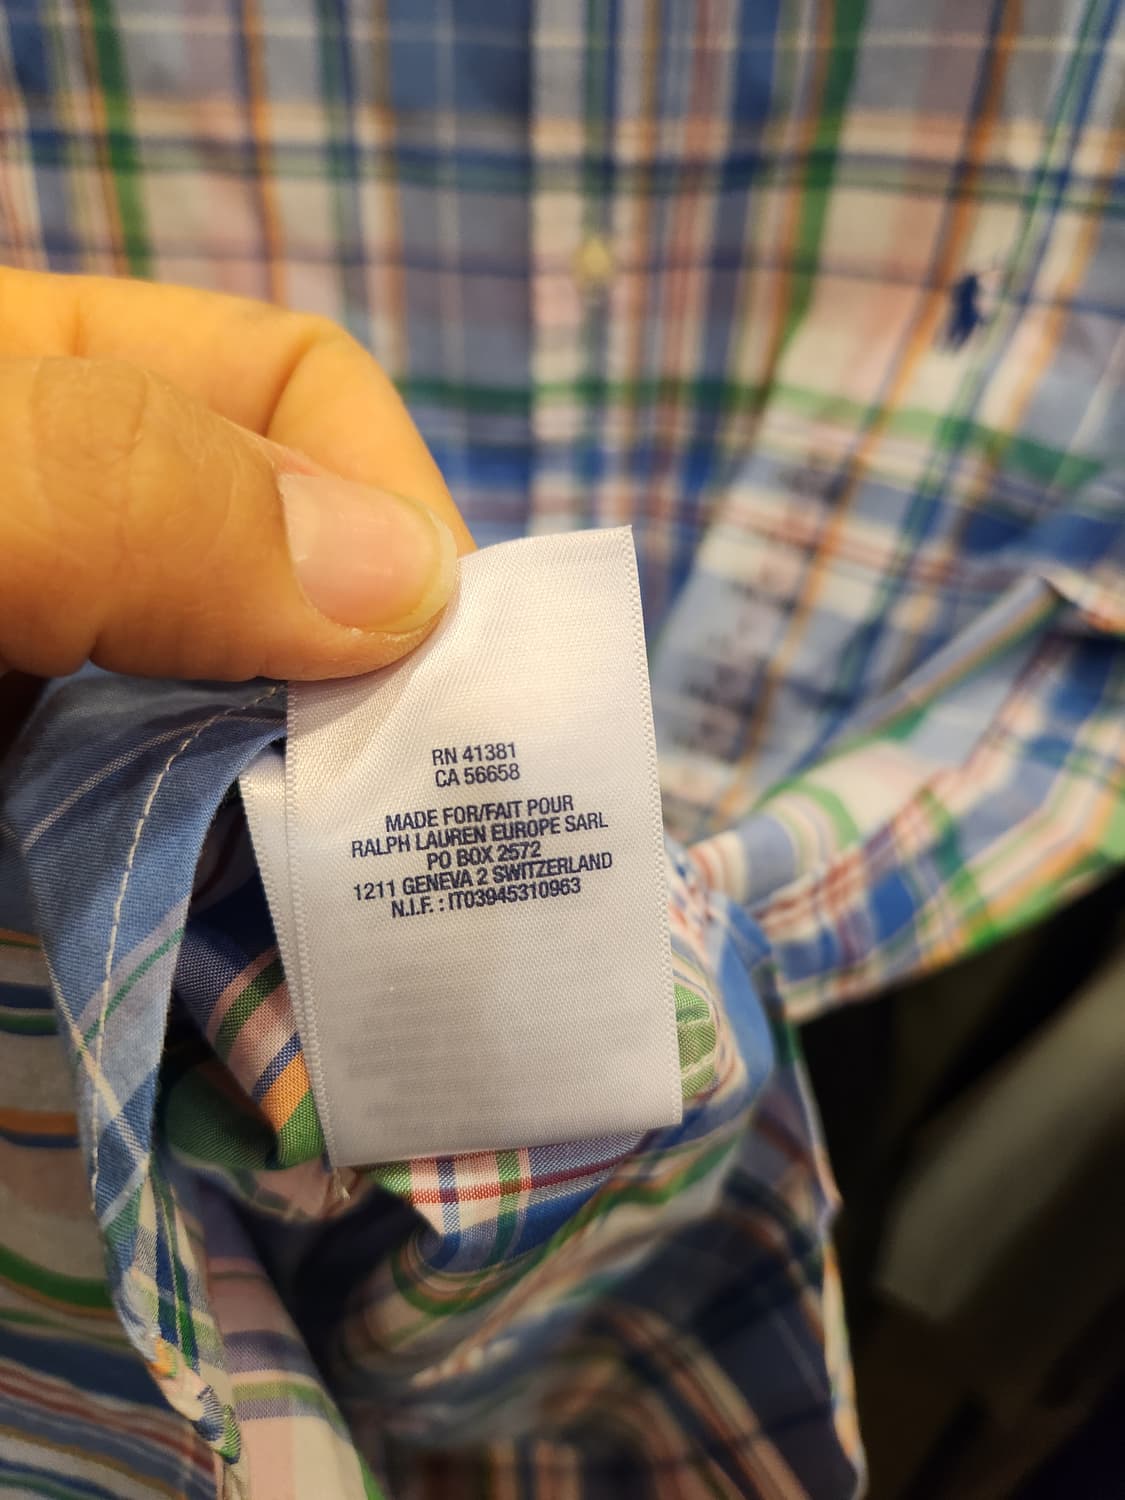 RN 41381
CA 56658
MADE FOR/FAIT POUR
RALPH LAUREN EUROPE SARL
PO BOX 2572
1211 GENEVA 2 SWITZERLAND
N.I.F. : IT03945310963